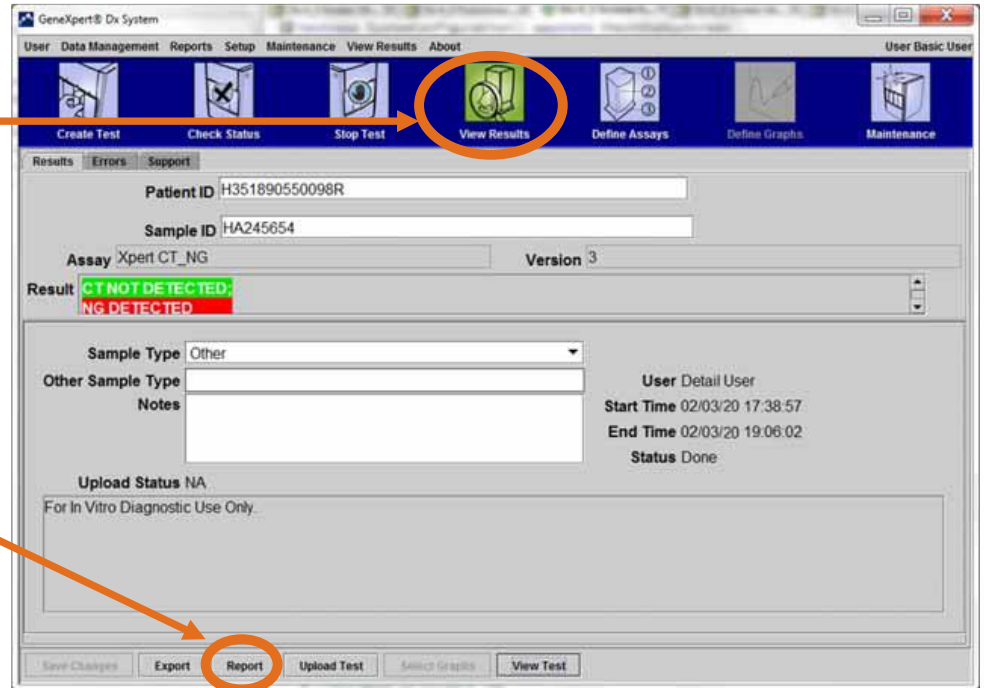 GeneXpert® Dx System
User Data Management Reports Setup Maintenance View Results About User Basic User
Create Test Check Status Stop Test View Results Define Assays Define Graphs Maintenance
Results Errors Support
Patient ID H351890550098R
Sample ID HA245654
Assay Xpert CT_NG Version 3
Result CT NOT DETECTED;
NG DETECTED
Sample Type Other
Other Sample Type User Detail User
Notes Start Time 02/03/20 17:38:57
End Time 02/03/20 19:06:02
Status Done
Upload Status NA
For In Vitro Diagnostic Use Only.
Save Changes Export Report Upload Test Select Graphs View Test